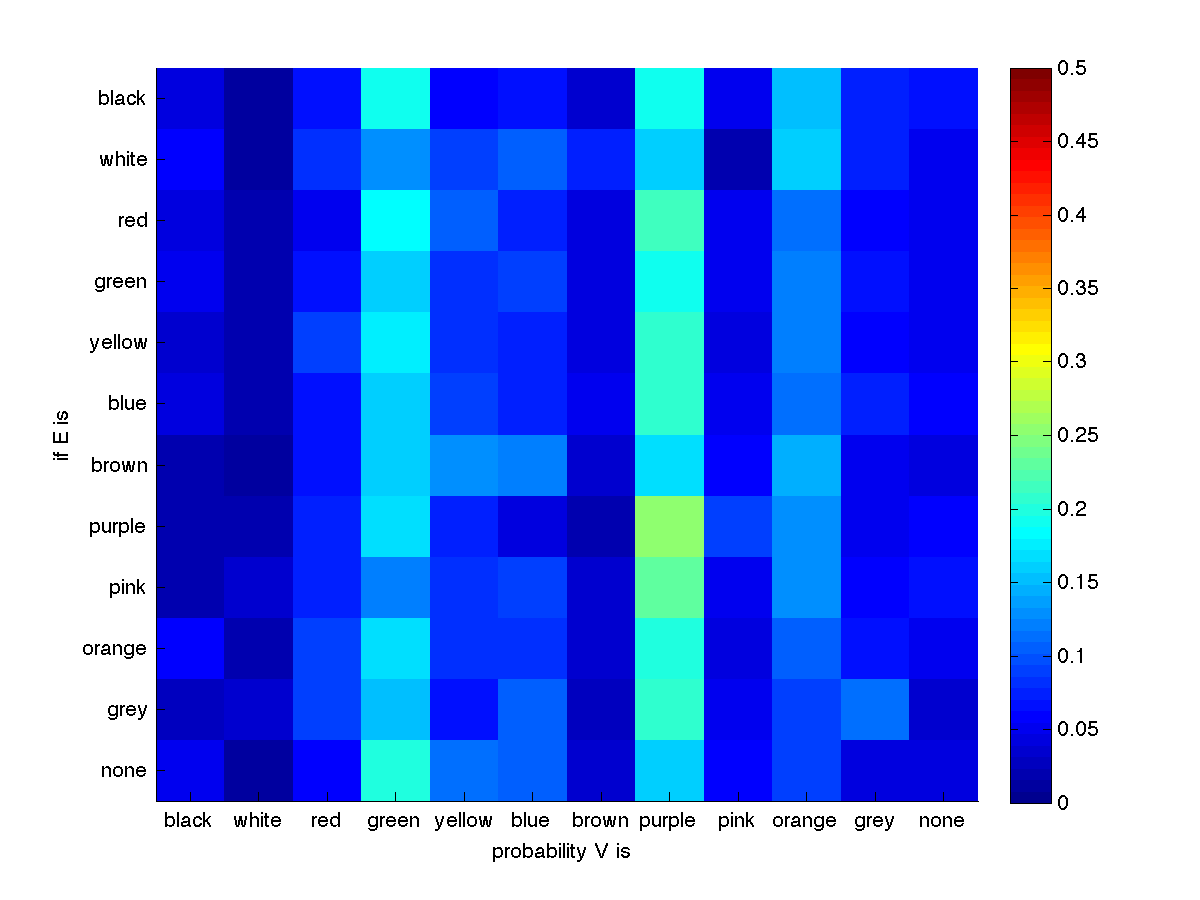 black
white
red
green
yellow
blue
brown
purple
pink
orange
grey
none
if E is
black white red green yellow blue brown purple pink orange grey none
probability V is
0.5
0.45
0.4
0.35
0.3
0.25
0.2
0.15
0.1
0.05
0